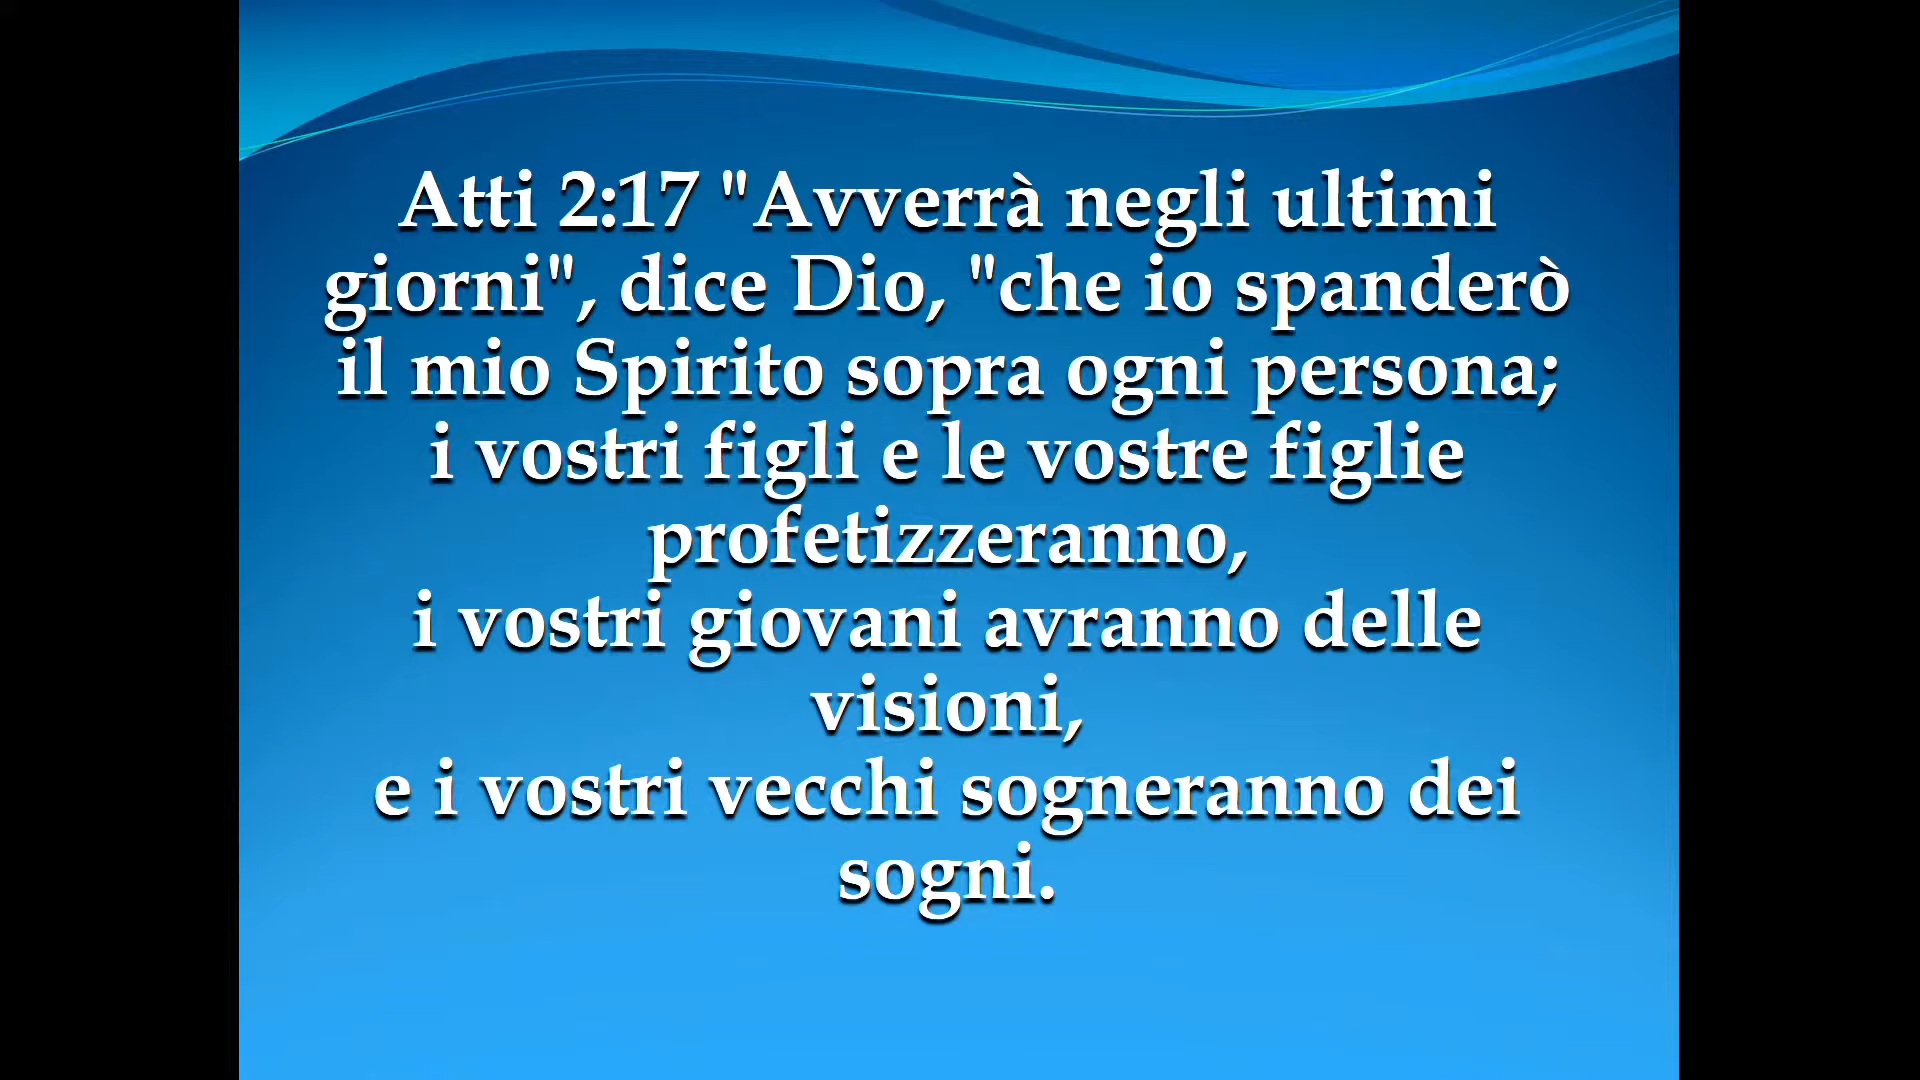 Atti 2:17 "Avverrà negli ultimi
giorni", dice Dio, "che io spanderò
il mio Spirito sopra ogni persona;
i vostri figli e le vostre figlie
profetizzeranno,
i vostri giovani avranno delle
visioni,
e i vostri vecchi sogneranno dei
sogni.